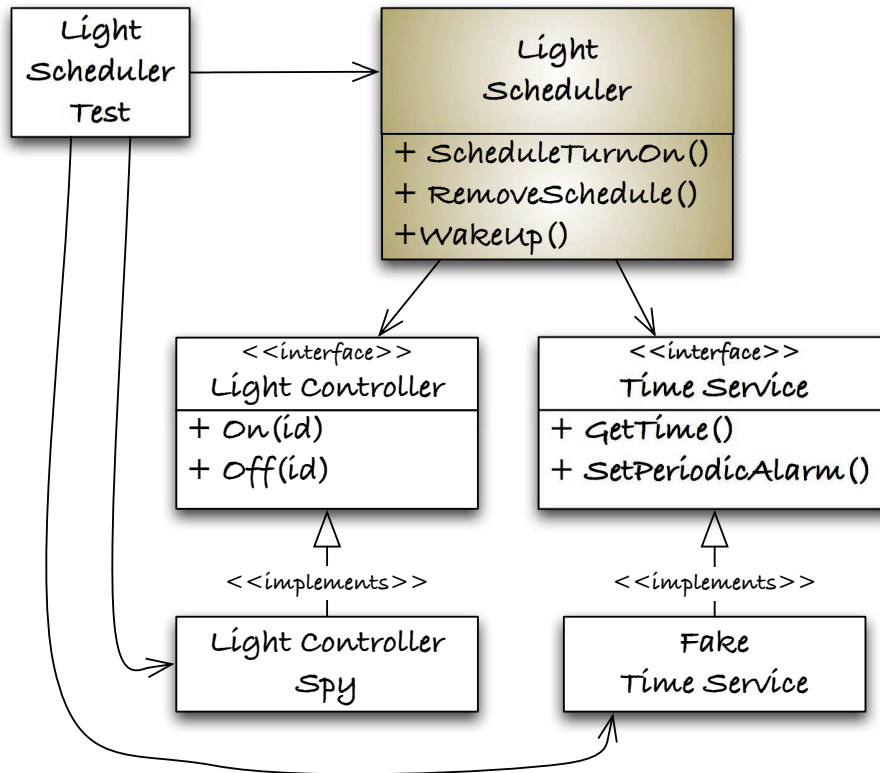 Light
Scheduler
Test
Light
Scheduler
+ ScheduleTurnOn()
+ RemoveSchedule()
+WakeUp()
<<interface>>
Light Controller
+ On(id)
+ Off(id)
<<interface>>
Time Service
+ GetTime()
+ SetPeriodicAlarm()
<<implements>>
<<implements>>
Light Controller
Spy
Fake
Time Service